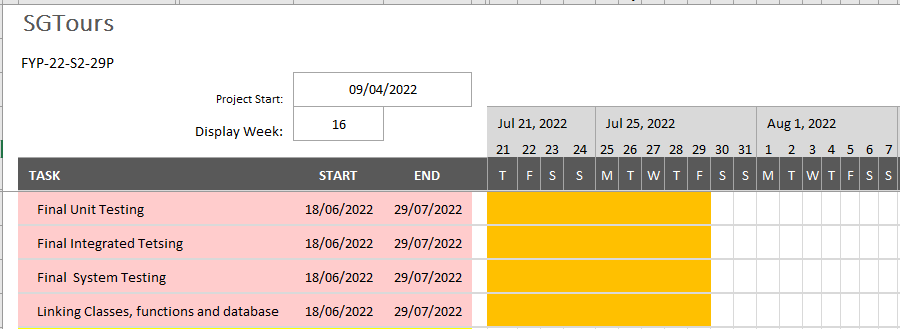 SGTours
FYP-22-S2-29P
Project Start: 09/04/2022
Display Week: 16
Jul 21, 2022 Jul 25, 2022 Aug 1, 2022
21 22 23 24 25 26 27 28 29 30 31 1 2 3 4 5 6 7
TASK START END T F S S M T W T F S S M T W T F S S
Final Unit Testing 18/06/2022 29/07/2022
Final Integrated Tetsing 18/06/2022 29/07/2022
Final System Testing 18/06/2022 29/07/2022
Linking Classes, functions and database 18/06/2022 29/07/2022